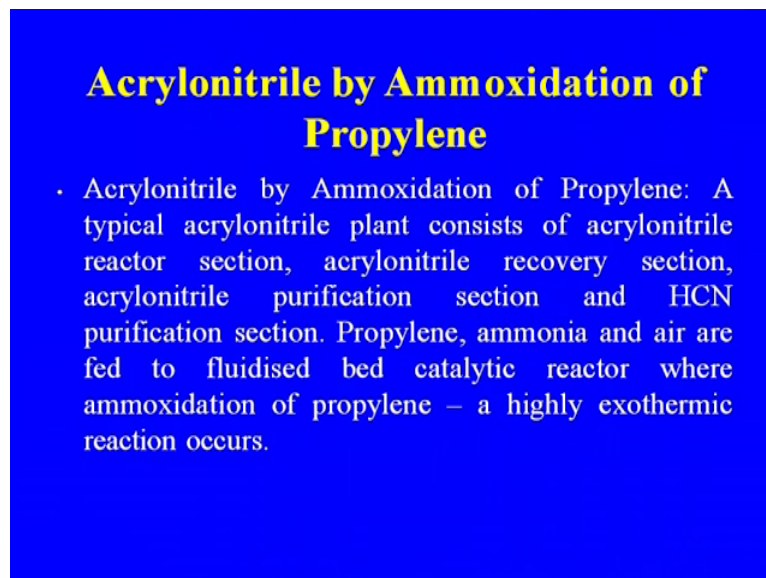 Acrylonitrile by Ammoxidation of
Propylene
• Acrylonitrile by Ammoxidation of Propylene: A
typical acrylonitrile plant consists of acrylonitrile
reactor section, acrylonitrile recovery section,
acrylonitrile purification section and HCN
purification section. Propylene, ammonia and air are
fed to fluidised bed catalytic reactor where
ammoxidation of propylene – a highly exothermic
reaction occurs.